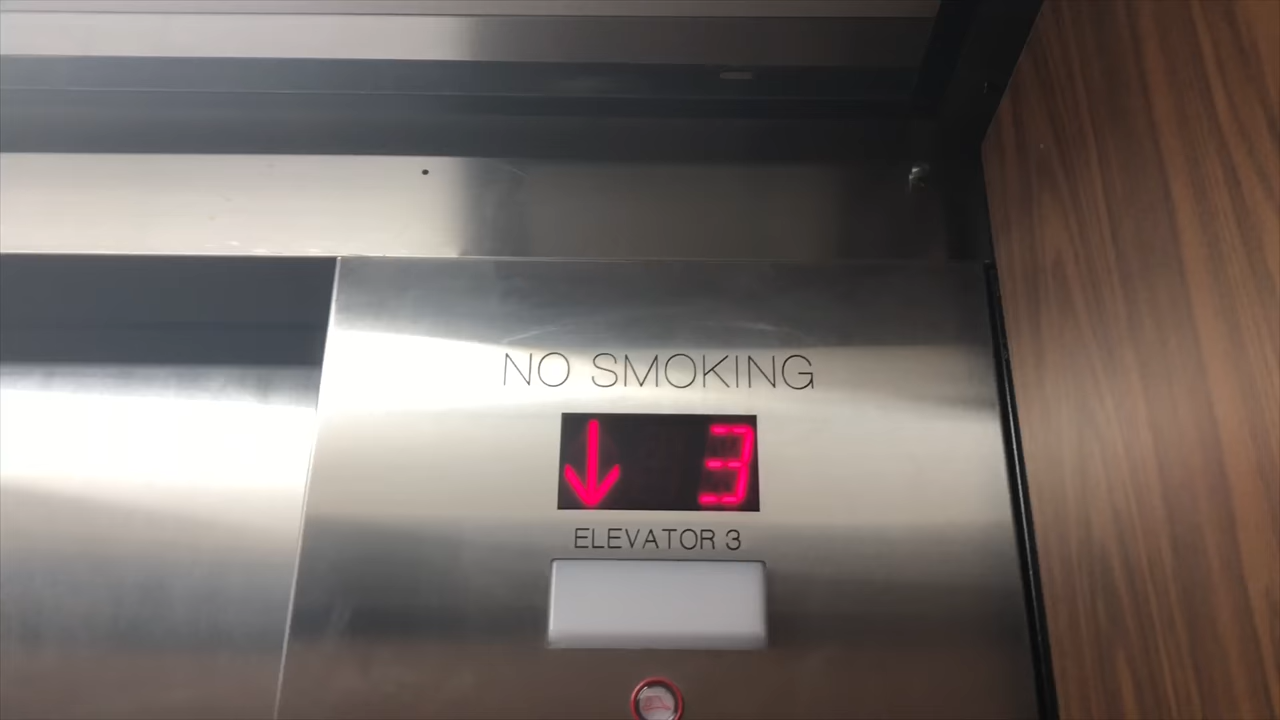 NO SMOKING
↓ 3
ELEVATOR 3